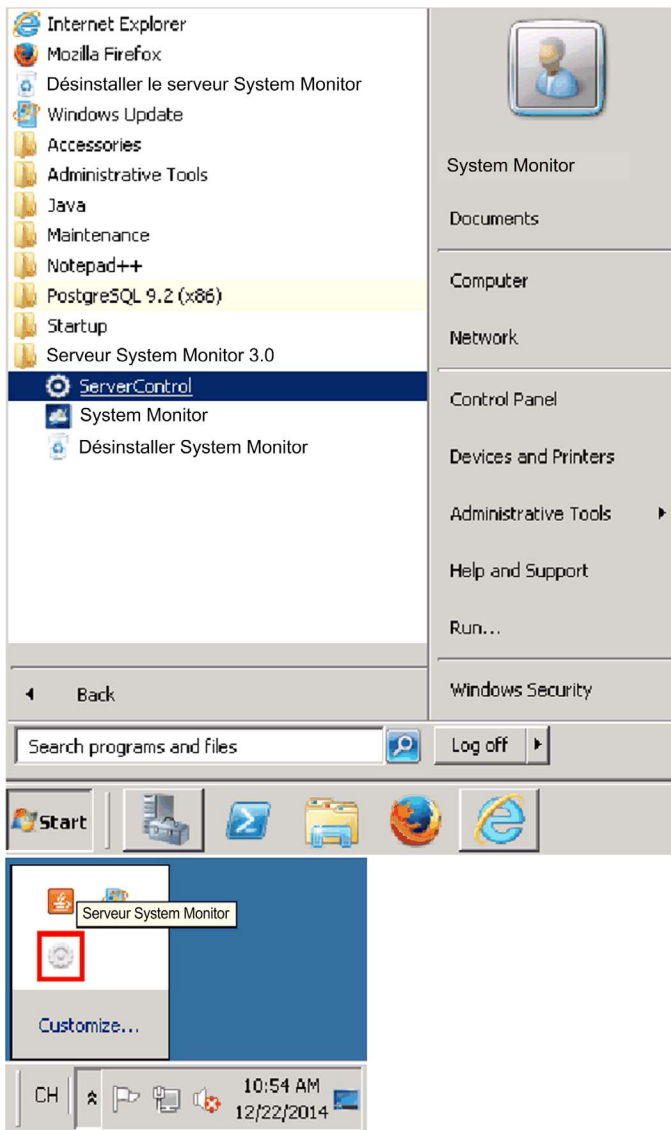 Internet Explorer
Mozilla Firefox
Désinstaller le serveur System Monitor
Windows Update
Accessories
Administrative Tools
Java
Maintenance
Notepad++
PostgreSQL 9.2 (x86)
Startup
Serveur System Monitor 3.0
ServerControl
System Monitor
Désinstaller System Monitor
Back
Search programs and files
System Monitor
Documents
Computer
Network
Control Panel
Devices and Printers
Administrative Tools
Help and Support
Run...
Windows Security
Log off
Start
Serveur System Monitor
Customize...
CH
10:54 AM
12/22/2014